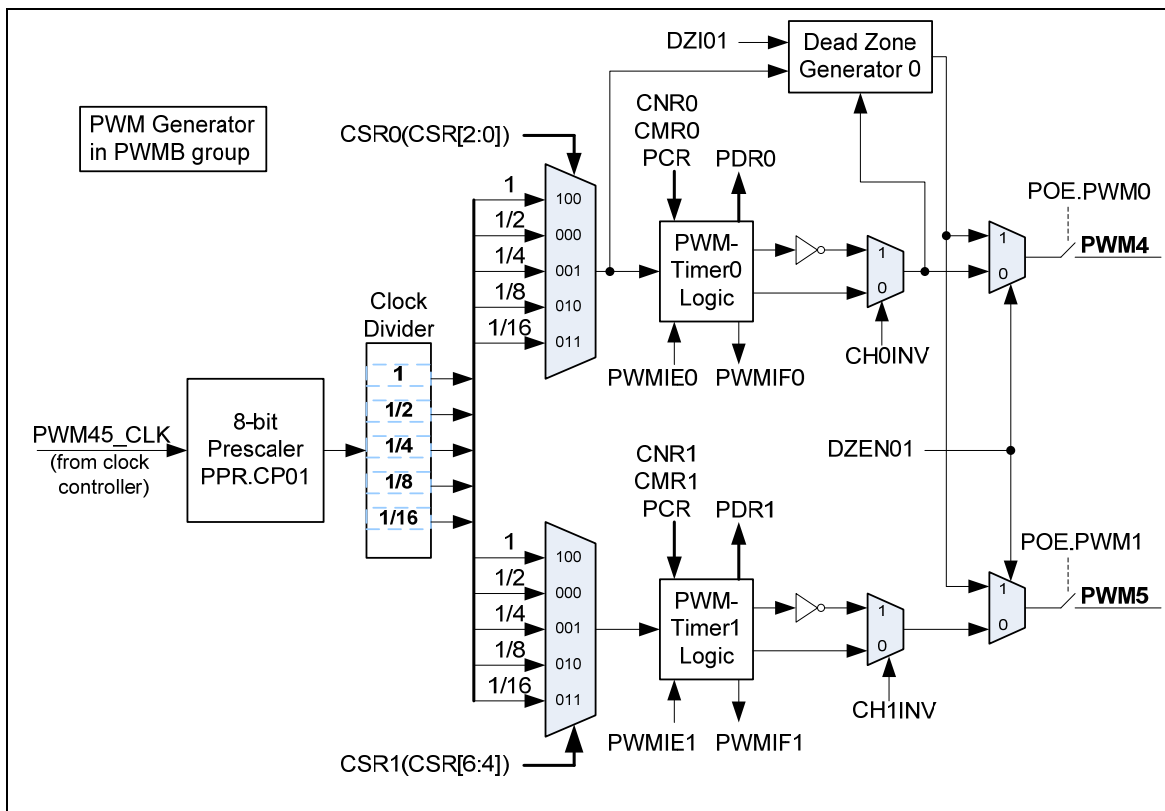 PWM Generator
in PWMB group
DZI01
Dead Zone
Generator 0
CSR0(CSR[2:0])
CNR0
CMR0
PCR
PDR0
1
1/2
1/4
1/8
1/16
100
000
001
010
011
PWM-
Timer0
Logic
1
0
CH0INV
PWMIE0
PWMIF0
POE.PWM0
1
0
PWM4
Clock
Divider
1
1/2
1/4
1/8
1/16
PWM45_CLK
(from clock
controller)
8-bit
Prescaler
PPR.CP01
DZEN01
CNR1
CMR1
PCR
PDR1
1
1/2
1/4
1/8
1/16
100
000
001
010
011
PWM-
Timer1
Logic
1
0
CH1INV
PWMIE1
PWMIF1
POE.PWM1
1
0
PWM5
CSR1(CSR[6:4])